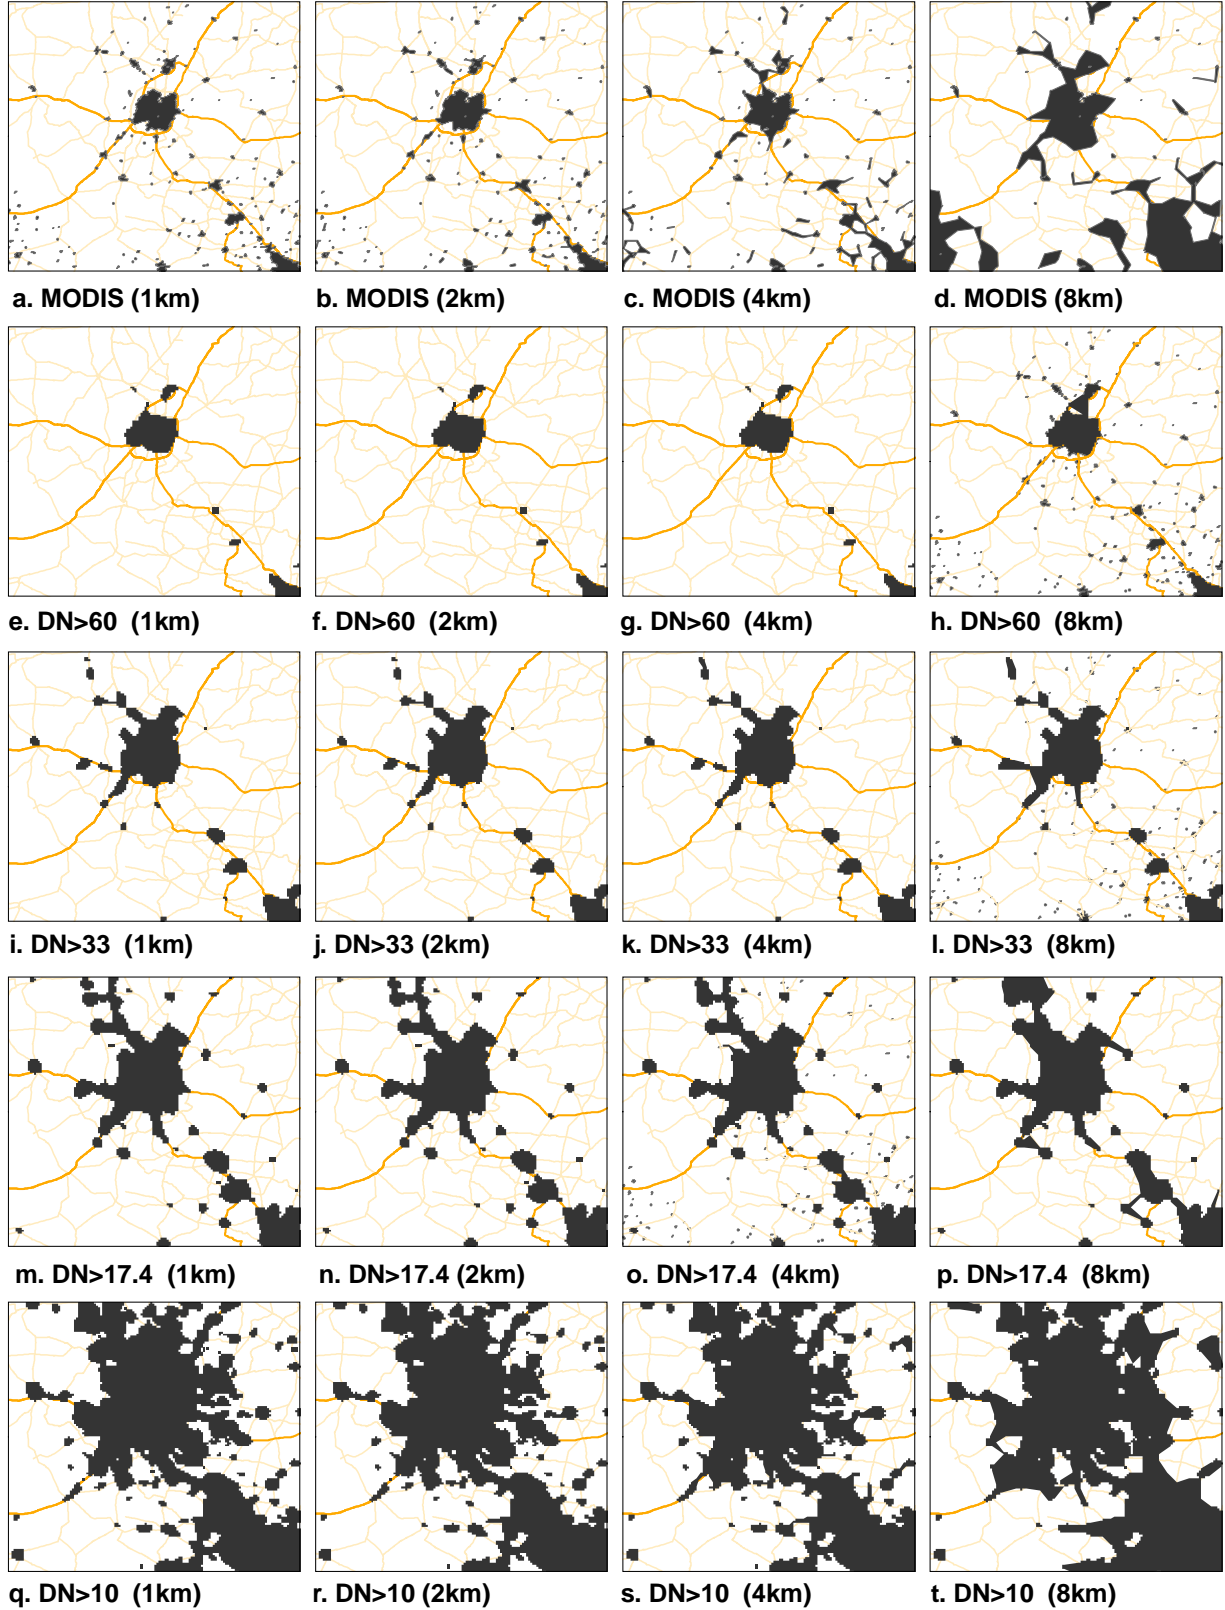 a. MODIS (1km)
b. MODIS (2km)
c. MODIS (4km)
d. MODIS (8km)
e. DN>60 (1km)
f. DN>60 (2km)
g. DN>60 (4km)
h. DN>60 (8km)
i. DN>33 (1km)
j. DN>33 (2km)
k. DN>33 (4km)
l. DN>33 (8km)
m. DN>17.4 (1km)
n. DN>17.4 (2km)
o. DN>17.4 (4km)
p. DN>17.4 (8km)
q. DN>10 (1km)
r. DN>10 (2km)
s. DN>10 (4km)
t. DN>10 (8km)